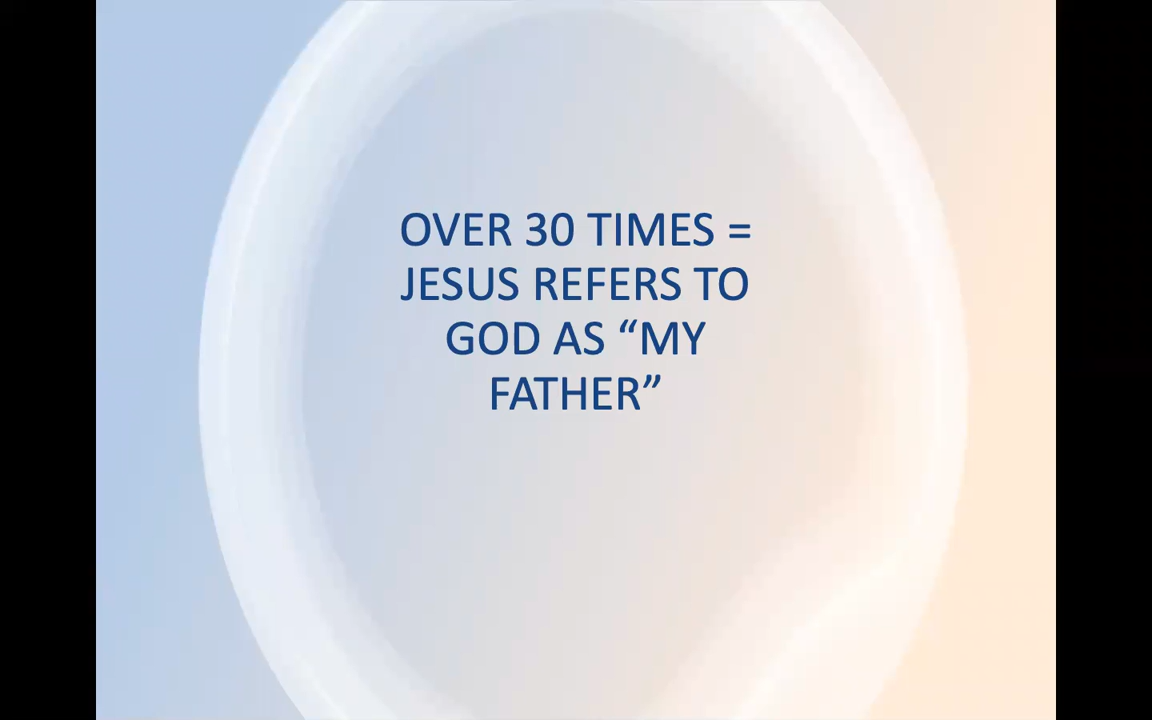 OVER 30 TIMES =
JESUS REFERS TO
GOD AS “MY
FATHER”